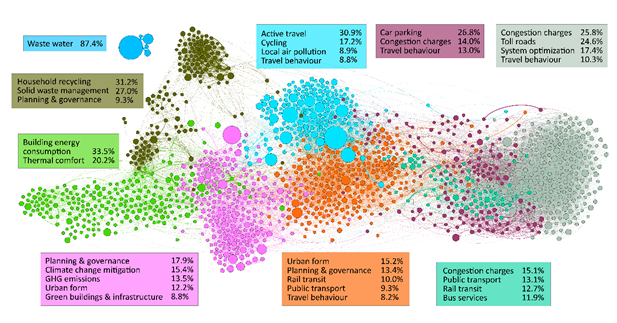 Waste water 87.4%
Active travel 30.9%
Cycling 17.2%
Local air pollution 8.9%
Travel behaviour 8.8%
Car parking 26.8%
Congestion charges 14.0%
Travel behaviour 13.0%
Congestion charges 25.8%
Toll roads 24.6%
System optimization 17.4%
Travel behaviour 10.3%
Household recycling 31.2%
Solid waste management 27.0%
Planning & governance 9.3%
Building energy
consumption 33.5%
Thermal comfort 20.2%
Planning & governance 17.9%
Climate change mitigation 15.4%
GHG emissions 13.5%
Urban form 12.2%
Green buildings & infrastructure 8.8%
Urban form 15.2%
Planning & governance 13.4%
Rail transit 10.0%
Public transport 9.3%
Travel behaviour 8.2%
Congestion charges 15.1%
Public transport 13.1%
Rail transit 12.7%
Bus services 11.9%